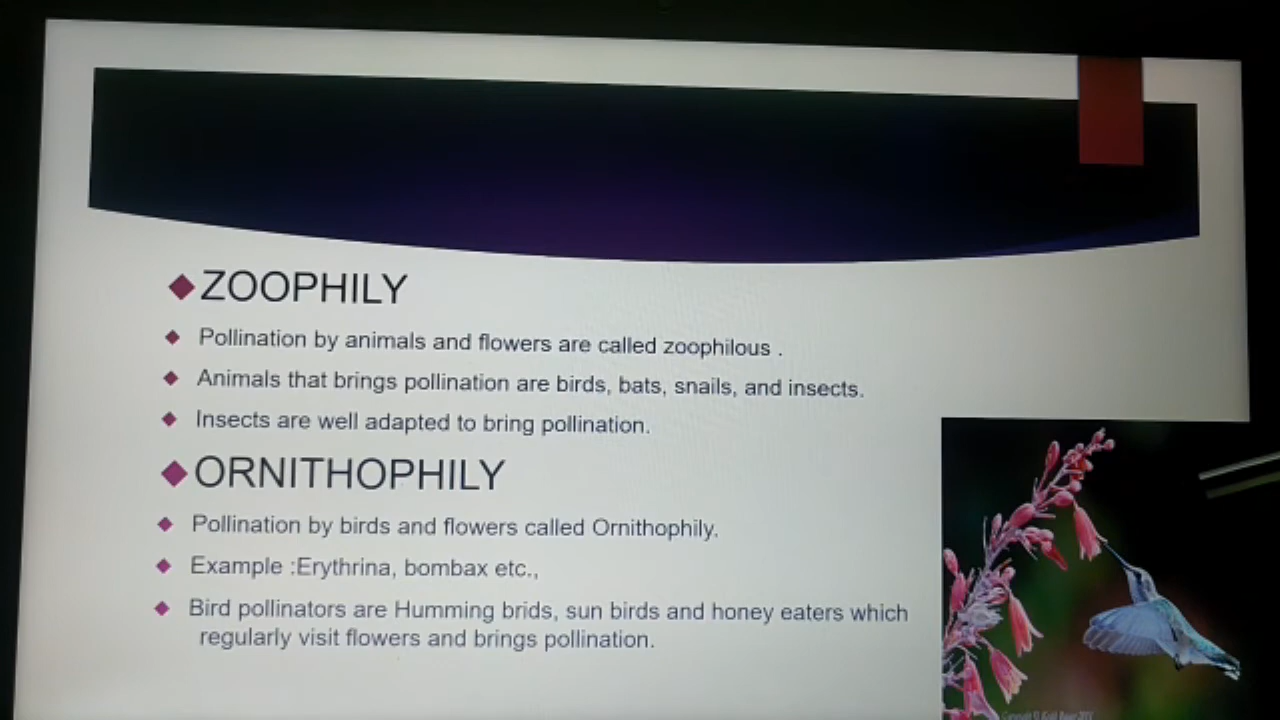 ZOOPHILY
Pollination by animals and flowers are called zoophilous .
Animals that brings pollination are birds, bats, snails, and insects.
Insects are well adapted to bring pollination.
ORNITHOPHILY
Pollination by birds and flowers called Ornithophily.
Example :Erythrina, bombax etc.,
Bird pollinators are Humming brids, sun birds and honey eaters which
regularly visit flowers and brings pollination.